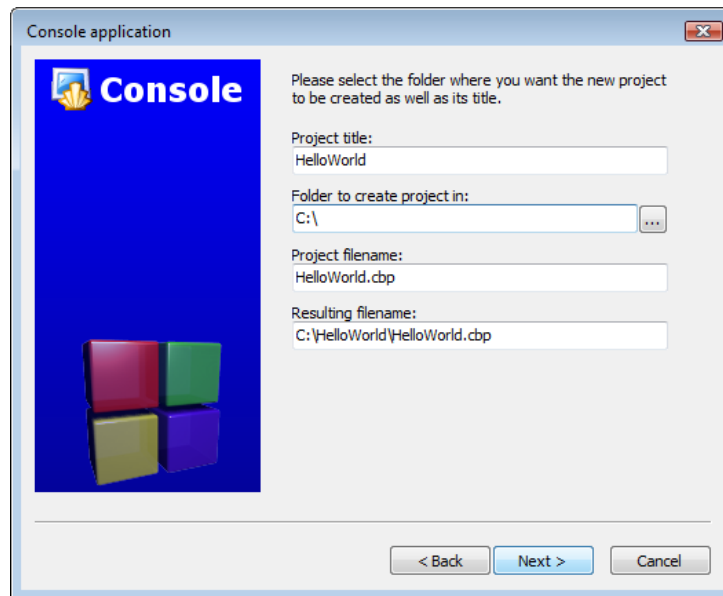 Console application
Console
Please select the folder where you want the new project
to be created as well as its title.
Project title:
HelloWorld
Folder to create project in:
C:\
...
Project filename:
HelloWorld.cbp
Resulting filename:
C:\HelloWorld\HelloWorld.cbp
< Back
Next >
Cancel